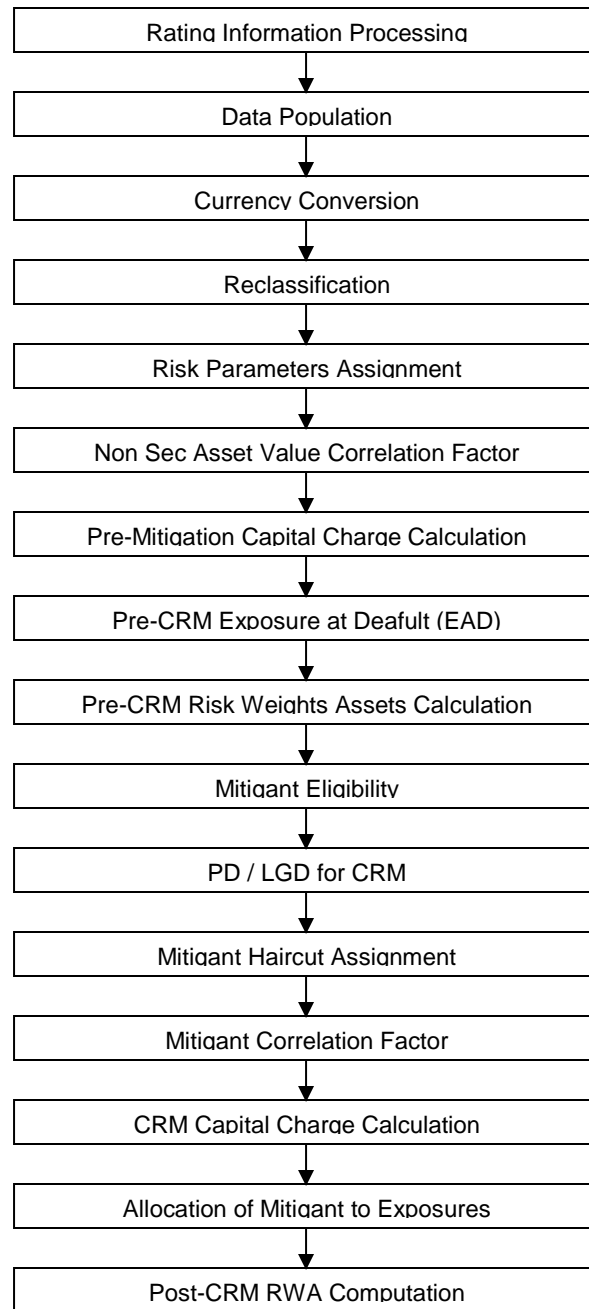 Rating Information Processing
Data Population
Currency Conversion
Reclassification
Risk Parameters Assignment
Non Sec Asset Value Correlation Factor
Pre-Mitigation Capital Charge Calculation
Pre-CRM Exposure at Deafult (EAD)
Pre-CRM Risk Weights Assets Calculation
Mitigant Eligibility
PD / LGD for CRM
Mitigant Haircut Assignment
Mitigant Correlation Factor
CRM Capital Charge Calculation
Allocation of Mitigant to Exposures
Post-CRM RWA Computation